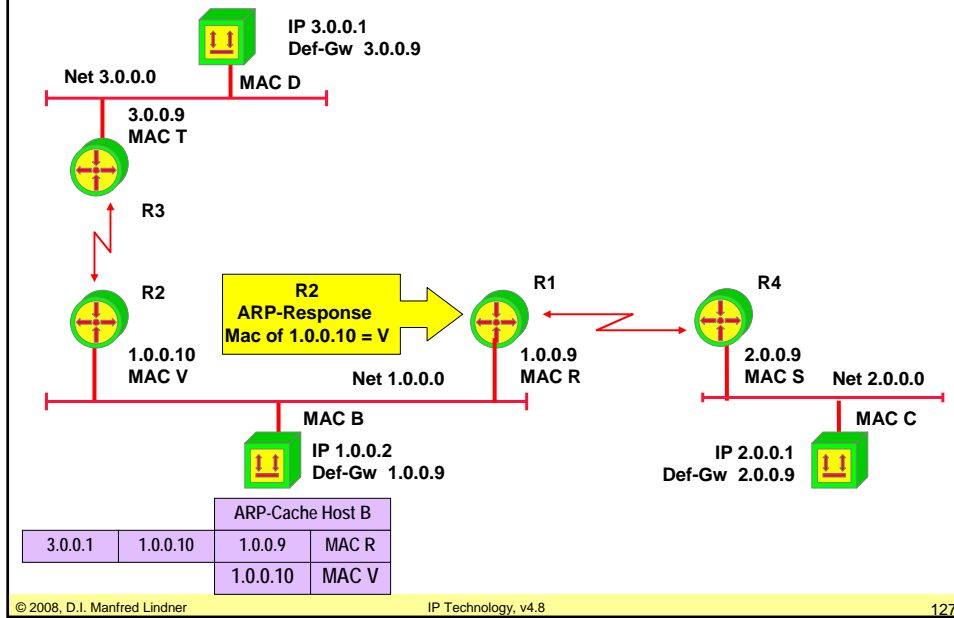 IP 3.0.0.1
Def-Gw 3.0.0.9
Net 3.0.0.0
MAC D
3.0.0.9
MAC T
R3
R2
R2
ARP-Response
Mac of 1.0.0.10 = V
R1
R4
1.0.0.10
MAC V
Net 1.0.0.0
1.0.0.9
MAC R
2.0.0.9
MAC S
Net 2.0.0.0
MAC B
MAC C
IP 1.0.0.2
Def-Gw 1.0.0.9
IP 2.0.0.1
Def-Gw 2.0.0.9
ARP-Cache Host B
3.0.0.1 1.0.0.10 1.0.0.9 MAC R
1.0.0.10 MAC V
© 2008, D.I. Manfred Lindner IP Technology, v4.8 127